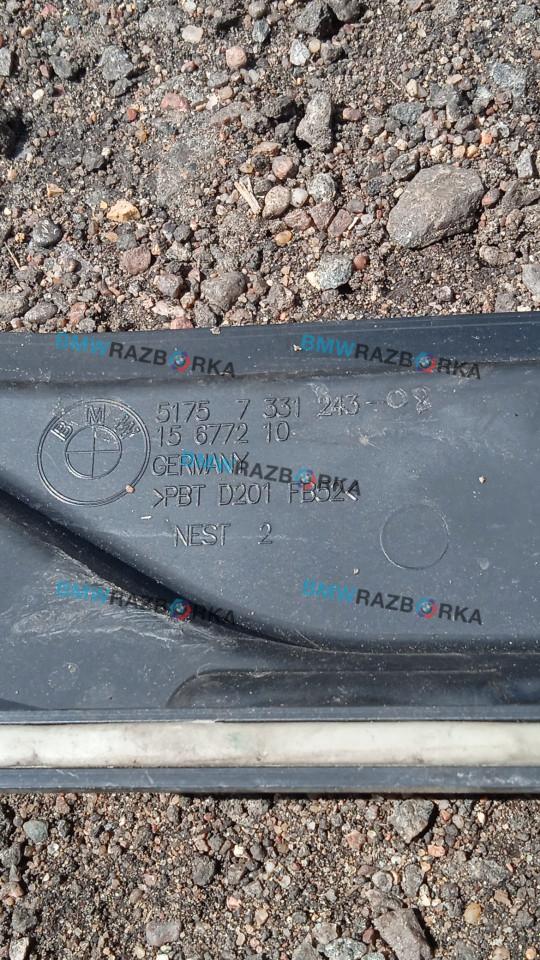 BMWRAZBORKA
BMWRAZBORKA
BMW
5175 7 331 243-08
15 6772 10
GERMANY
BMWRAZBORKA
>PBT D201 FB52<
NEST 2
BMWRAZBORKA
BMWRAZBORKA